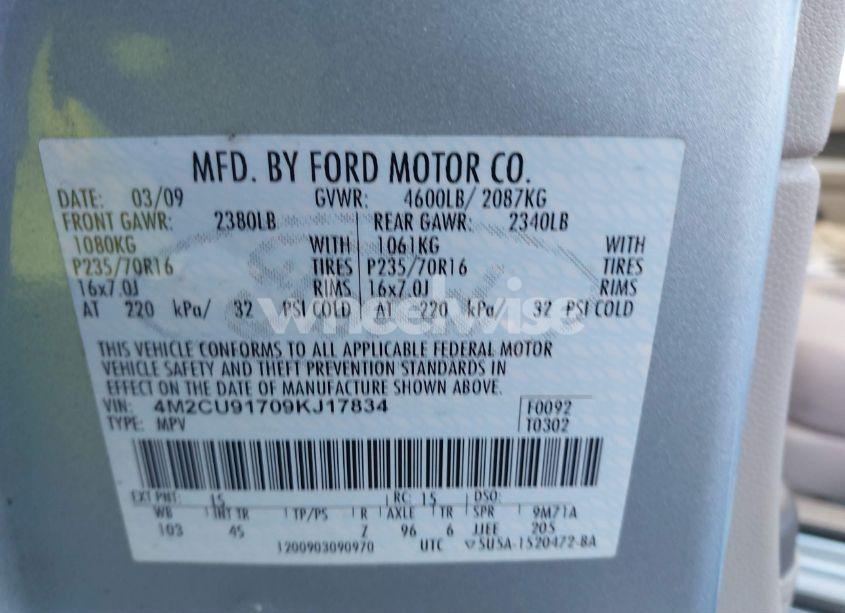 MFD. BY FORD MOTOR CO.
DATE: 03/09 GVWR: 4600LB/ 2087KG
FRONT GAWR: 2380LB REAR GAWR: 2340LB
1080KG WITH 1061KG WITH
P235/70R16 TIRES P235/70R16 TIRES
16x7.0J RIMS 16x7.0J RIMS
AT 220 kPa/ 32 PSI COLD AT 220 kPa/ 32 PSI COLD
wheelwise
THIS VEHICLE CONFORMS TO ALL APPLICABLE FEDERAL MOTOR
VEHICLE SAFETY AND THEFT PREVENTION STANDARDS IN
EFFECT ON THE DATE OF MANUFACTURE SHOWN ABOVE.
VIN: 4M2CU91709KJ17834 F0092
TYPE: MPV T0302
EXT PNT: LS RC: 15 DSO:
WB INT TR TP/PS R AXLE TR SPR 9M71A
103 45 7 96 6 JJEE 205
1200903090970 UTC 5U5A-1520472-BA